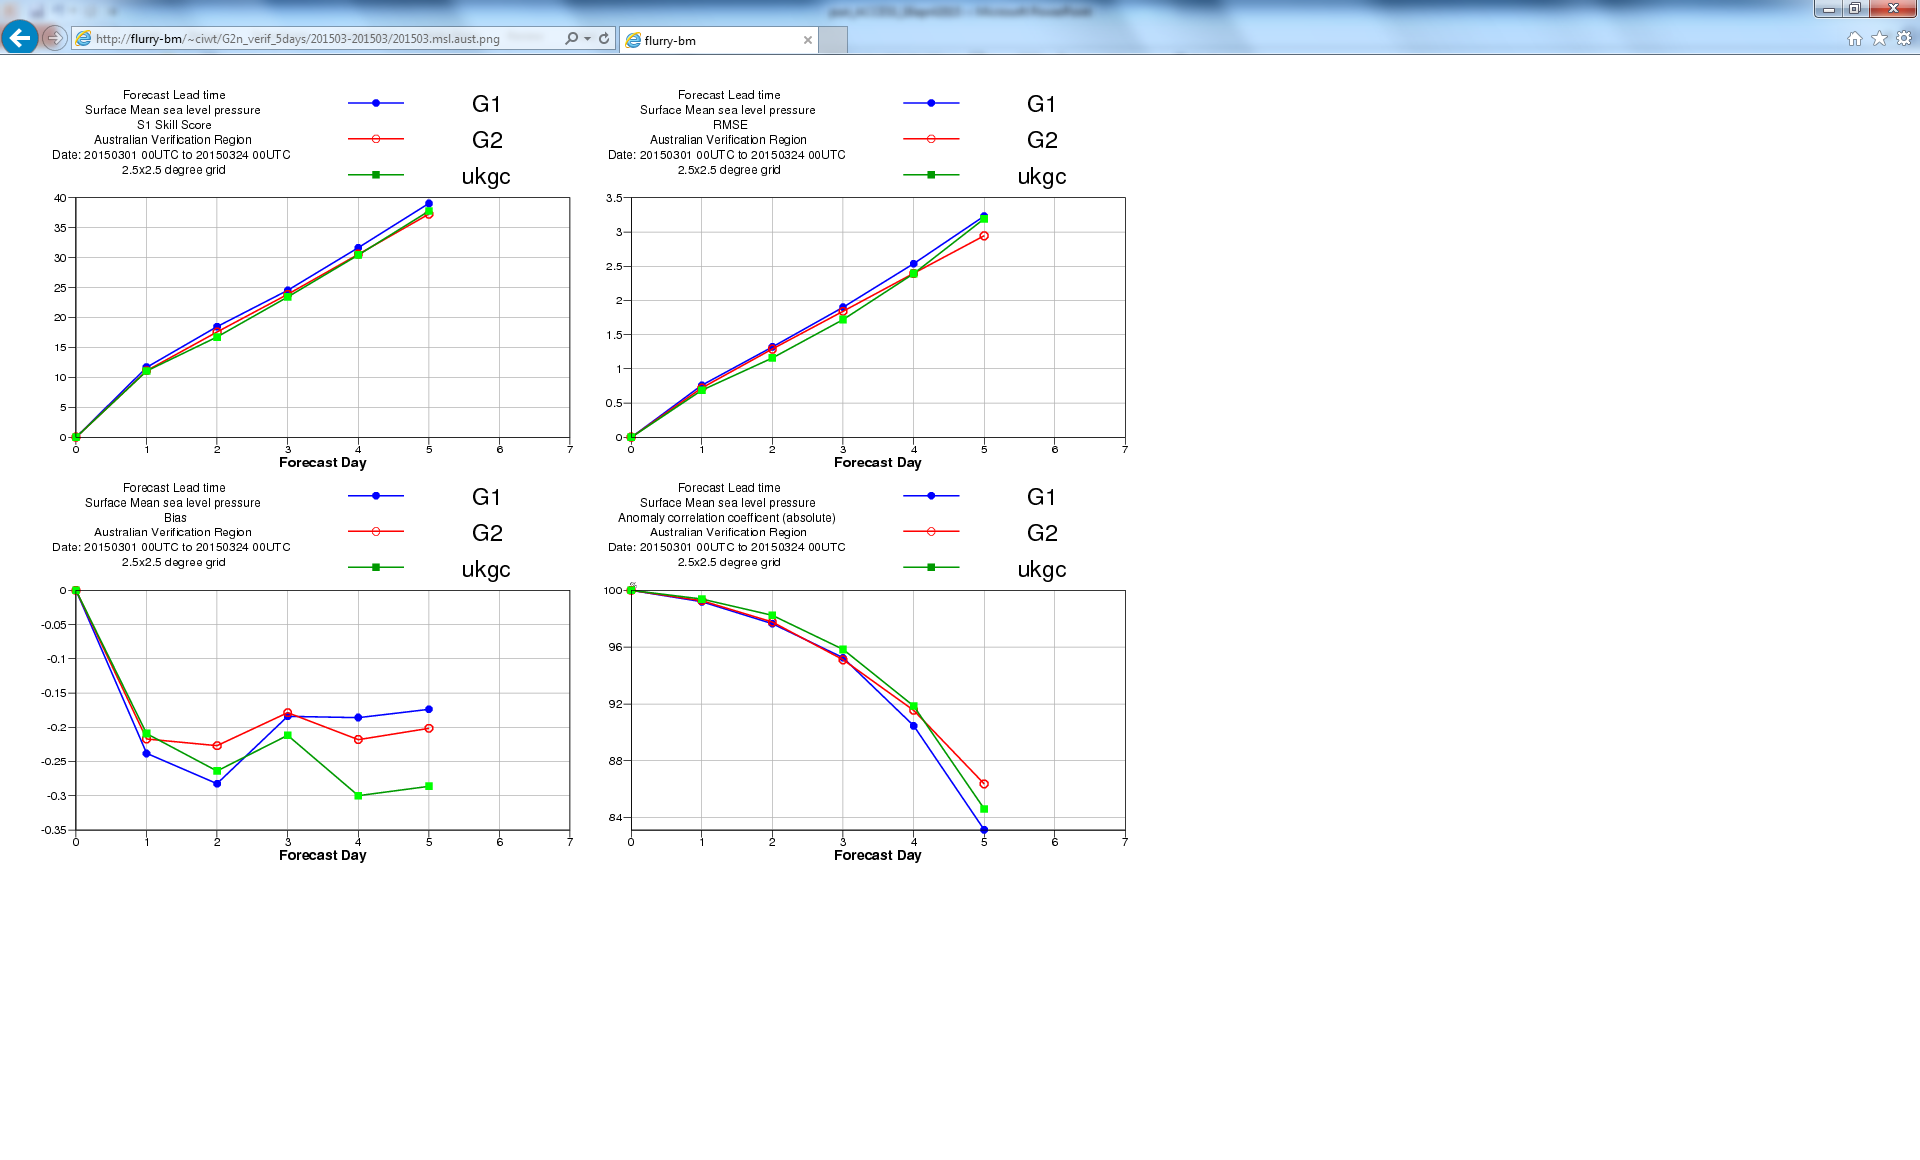 http://flurry-bm/~ciwt/G2n_verif_5days/201503-201503/201503.msl.aust.png
flurry-bm
Forecast Lead time
Surface Mean sea level pressure
S1 Skill Score
Australian Verification Region
Date: 20150301 00UTC to 20150324 00UTC
2.5x2.5 degree grid
G1
G2
ukgc
40
35
30
25
20
15
10
5
0
0 1 2 3 4 5 6 7
Forecast Day
Forecast Lead time
Surface Mean sea level pressure
RMSE
Australian Verification Region
Date: 20150301 00UTC to 20150324 00UTC
2.5x2.5 degree grid
G1
G2
ukgc
3.5
3
2.5
2
1.5
1
0.5
0
0 1 2 3 4 5 6 7
Forecast Day
Forecast Lead time
Surface Mean sea level pressure
Bias
Australian Verification Region
Date: 20150301 00UTC to 20150324 00UTC
2.5x2.5 degree grid
G1
G2
ukgc
0
-0.05
-0.1
-0.15
-0.2
-0.25
-0.3
-0.35
0 1 2 3 4 5 6 7
Forecast Day
Forecast Lead time
Surface Mean sea level pressure
Anomaly correlation coefficent (absolute)
Australian Verification Region
Date: 20150301 00UTC to 20150324 00UTC
2.5x2.5 degree grid
G1
G2
ukgc
%
100
96
92
88
84
0 1 2 3 4 5 6 7
Forecast Day